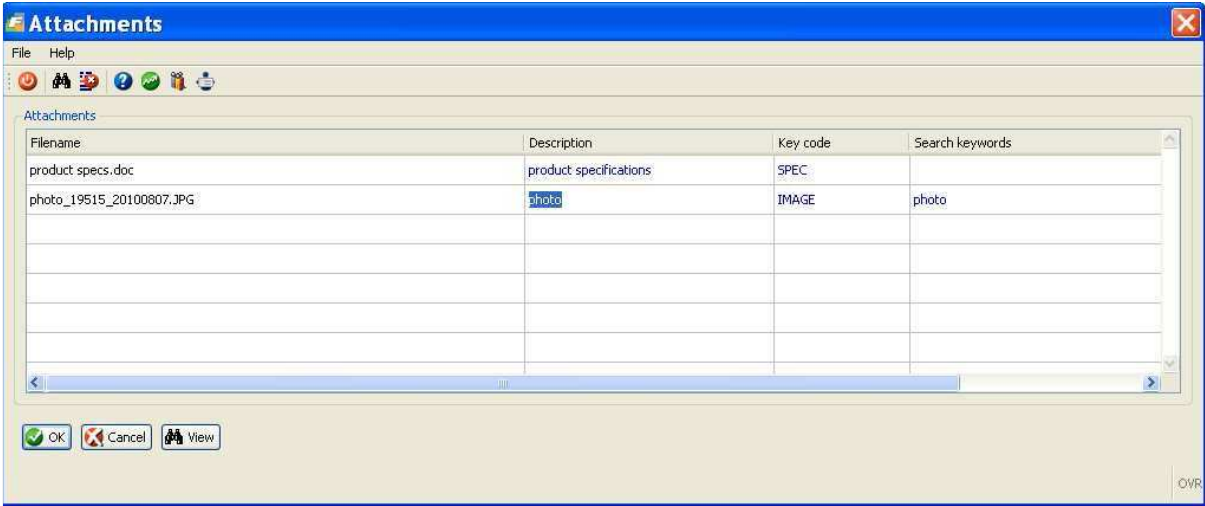 Attachments
File Help
Attachments
Filename Description Key code Search keywords
product specs.doc product specifications SPEC
photo_19515_20100807.JPG photo IMAGE photo
OK Cancel View
OVR